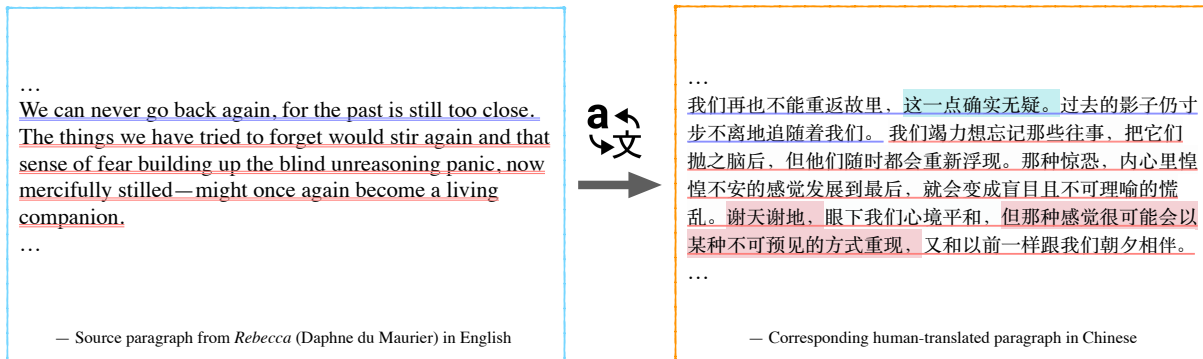 ...
We can never go back again, for the past is still too close.
The things we have tried to forget would stir again and that
sense of fear building up the blind unreasoning panic, now
mercifully stilled—might once again become a living
companion.
...
— Source paragraph from Rebecca (Daphne du Maurier) in English
a
文
...
我们再也不能重返故里，这一点确实无疑。过去的影子仍寸
步不离地追随着我们。 我们竭力想忘记那些往事，把它们
抛之脑后，但他们随时都会重新浮现。那种惊恐，内心里惶
惶不安的感觉发展到最后，就会变成盲目且不可理喻的慌
乱。谢天谢地，眼下我们心境平和，但那种感觉很可能会以
某种不可预见的方式重现，又和以前一样跟我们朝夕相伴。
...
— Corresponding human-translated paragraph in Chinese